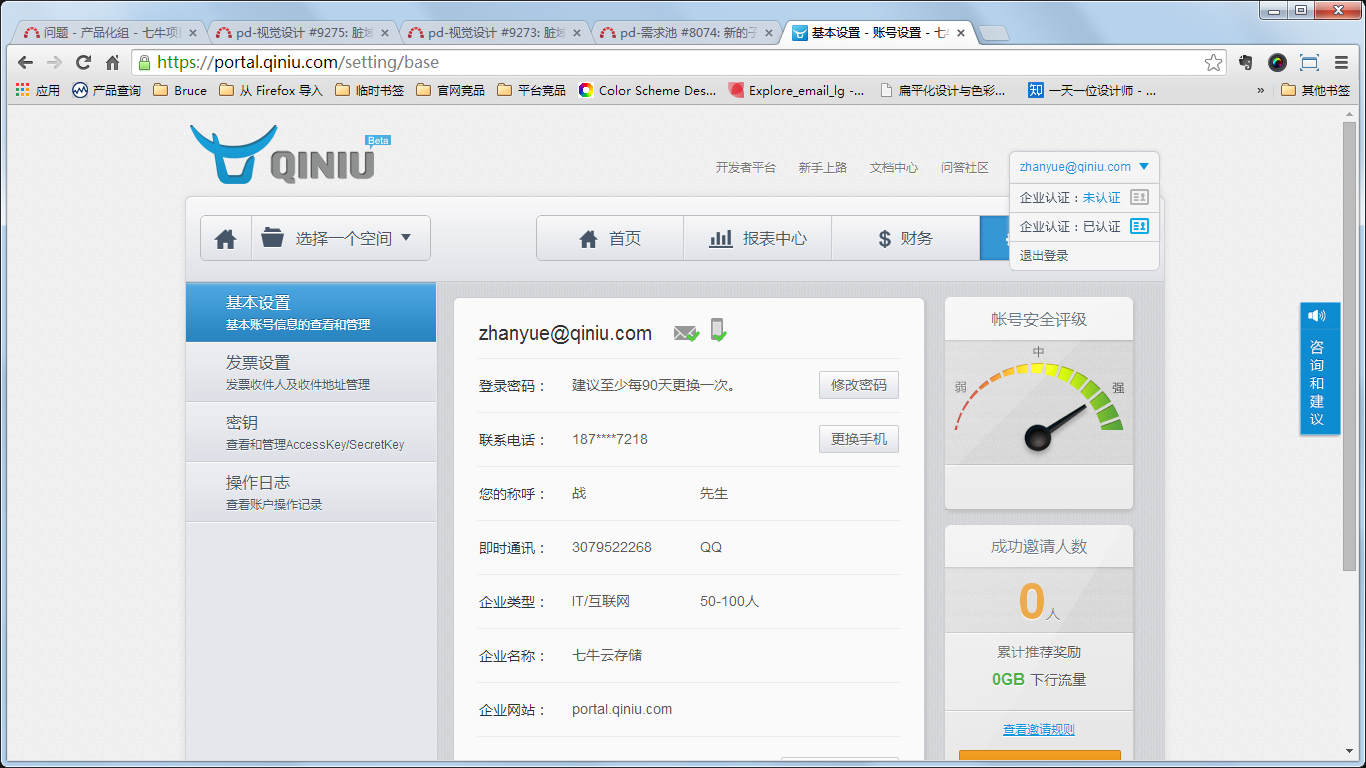 问题 - 产品化组 - 七牛项
pd-视觉设计 #9275: 脏域
pd-视觉设计 #9273: 脏域
pd-需求池 #8074: 新的子
基本设置 - 账号设置 - 七牛
https://portal.qiniu.com/setting/base
应用 产品查询 Bruce 从 Firefox 导入 临时书签 官网竞品 平台竞品 Color Scheme Des... Explore_email_lg -... 扁平化设计与色彩... 知 一天一位设计师 - ... » 其他书签
QINIU Beta
开发者平台 新手上路 文档中心 问答社区 zhanyue@qiniu.com
企业认证：未认证
企业认证：已认证
退出登录
选择一个空间 首页 报表中心 $ 财务
基本设置
基本账号信息的查看和管理
发票设置
发票收件人及收件地址管理
密钥
查看和管理AccessKey/SecretKey
操作日志
查看账户操作记录
zhanyue@qiniu.com
登录密码： 建议至少每90天更换一次。 修改密码
联系电话： 187****7218 更换手机
您的称呼： 战 先生
即时通讯： 3079522268 QQ
企业类型： IT/互联网 50-100人
企业名称： 七牛云存储
企业网站： portal.qiniu.com
帐号安全评级
中
弱 强
成功邀请人数
0人
累计推荐奖励
0GB 下行流量
查看邀请规则
咨询和建议